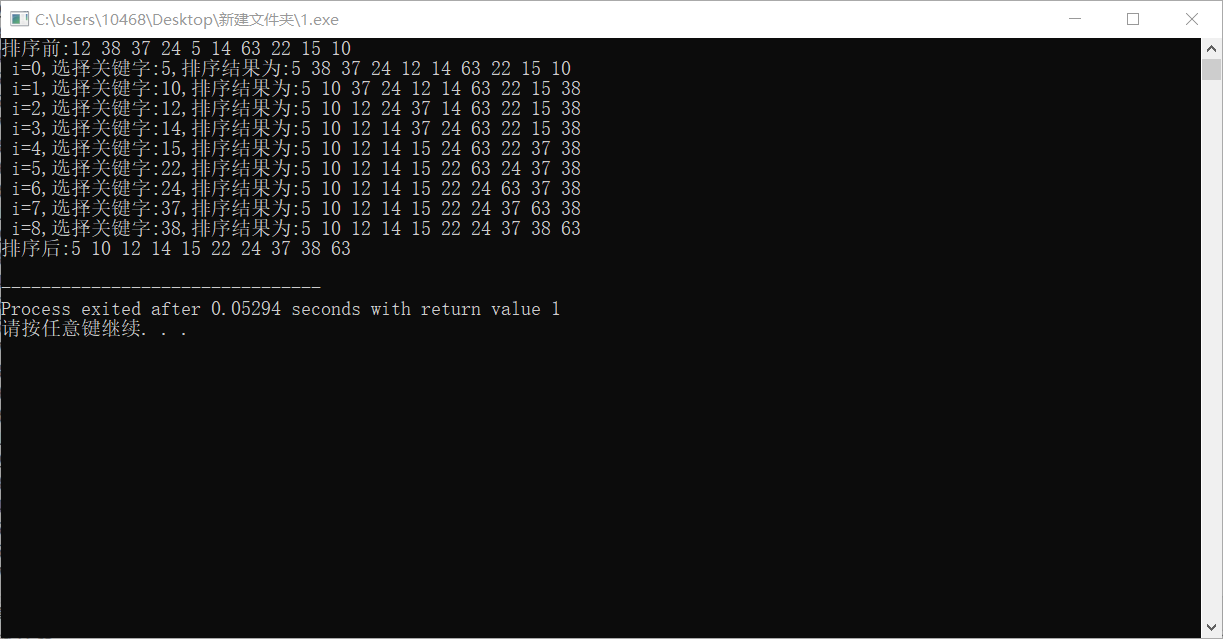 C:\Users\10468\Desktop\新建文件夹\1.exe
排序前:12 38 37 24 5 14 63 22 15 10
i=0,选择关键字:5,排序结果为:5 38 37 24 12 14 63 22 15 10
i=1,选择关键字:10,排序结果为:5 10 37 24 12 14 63 22 15 38
i=2,选择关键字:12,排序结果为:5 10 12 24 37 14 63 22 15 38
i=3,选择关键字:14,排序结果为:5 10 12 14 37 24 63 22 15 38
i=4,选择关键字:15,排序结果为:5 10 12 14 15 24 63 22 37 38
i=5,选择关键字:22,排序结果为:5 10 12 14 15 22 63 24 37 38
i=6,选择关键字:24,排序结果为:5 10 12 14 15 22 24 63 37 38
i=7,选择关键字:37,排序结果为:5 10 12 14 15 22 24 37 63 38
i=8,选择关键字:38,排序结果为:5 10 12 14 15 22 24 37 38 63
排序后:5 10 12 14 15 22 24 37 38 63
--------------------------------
Process exited after 0.05294 seconds with return value 1
请按任意键继续. . .